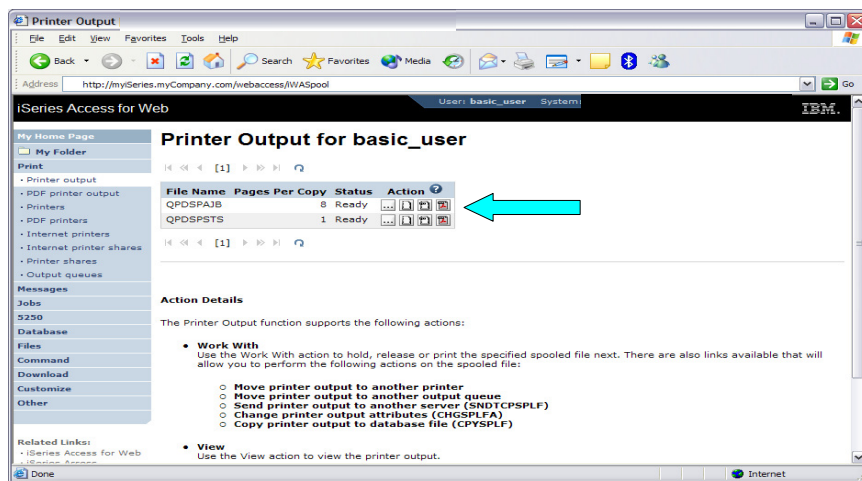 Printer Output
File Edit View Favorites Tools Help
Back Search Favorites Media
Address http://myiSeries.myCompany.com/webaccess/iWASpool Go
iSeries Access for Web User: basic_user System: IBM.
My Home Page
My Folder
Print
• Printer output
• PDF printer output
• Printers
• PDF printers
• Internet printers
• Internet printer shares
• Printer shares
• Output queues
Messages
Jobs
5250
Database
Files
Command
Download
Customize
Other
Related Links:
• iSeries Access for Web
• iSeries Access
Printer Output for basic_user
[1]
File Name Pages Per Copy Status Action ?
QPDSPAJB 8 Ready ...
QPDSPSTS 1 Ready ...
[1]
Action Details
The Printer Output function supports the following actions:
• Work With
Use the Work With action to hold, release or print the specified spooled file next. There are also links available that will
allow you to perform the following actions on the spooled file:
○ Move printer output to another printer
○ Move printer output to another output queue
○ Send printer output to another server (SNDTCPSPLF)
○ Change printer output attributes (CHGSPLFA)
○ Copy printer output to database file (CPYSPLF)
• View
Use the View action to view the printer output.
Done Internet